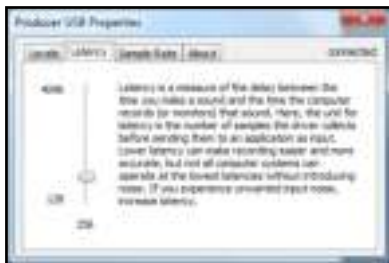 Producer USB Properties
Levels Latency Sample Rate About connected
4096
Latency is a measure of the delay between the
time you make a sound and the time the computer
records (or monitors) that sound. Here, the unit for
latency is the number of samples the driver collects
before sending them to an application as input.
Lower latency can make recording easier and more
accurate, but not all computer systems can
operate at the lowest latencies without introducing
noise. If you experience unwanted input noise,
increase latency.
128
256